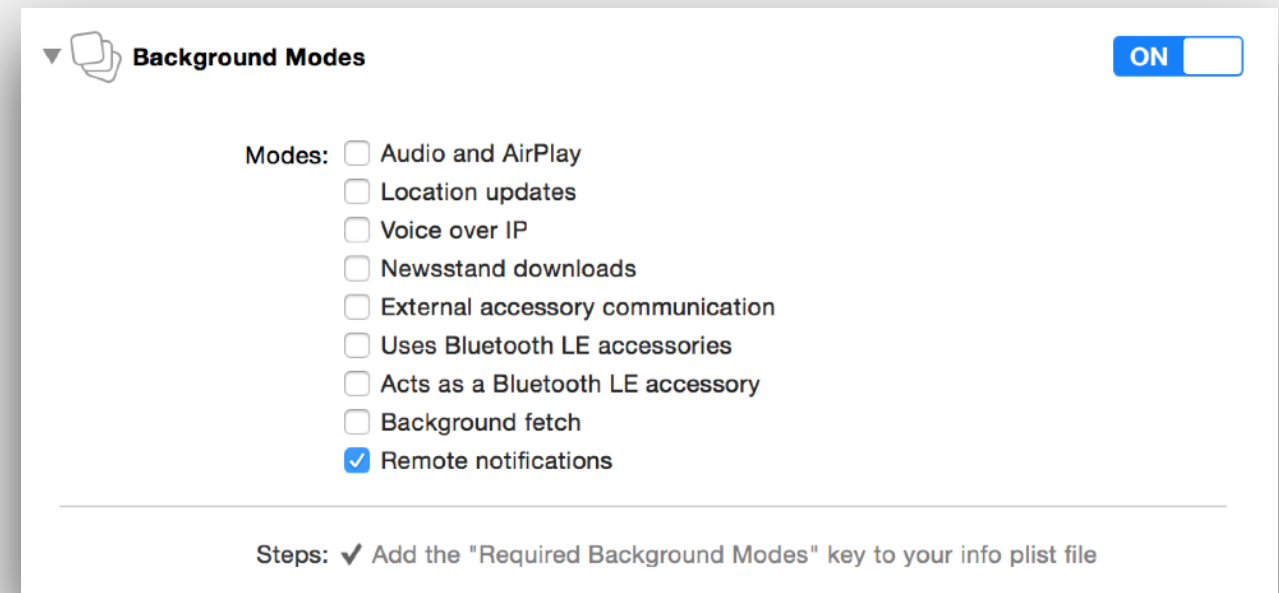 Background Modes
ON
Modes: Audio and AirPlay
Location updates
Voice over IP
Newsstand downloads
External accessory communication
Uses Bluetooth LE accessories
Acts as a Bluetooth LE accessory
Background fetch
Remote notifications
Steps: ✓ Add the "Required Background Modes" key to your info plist file